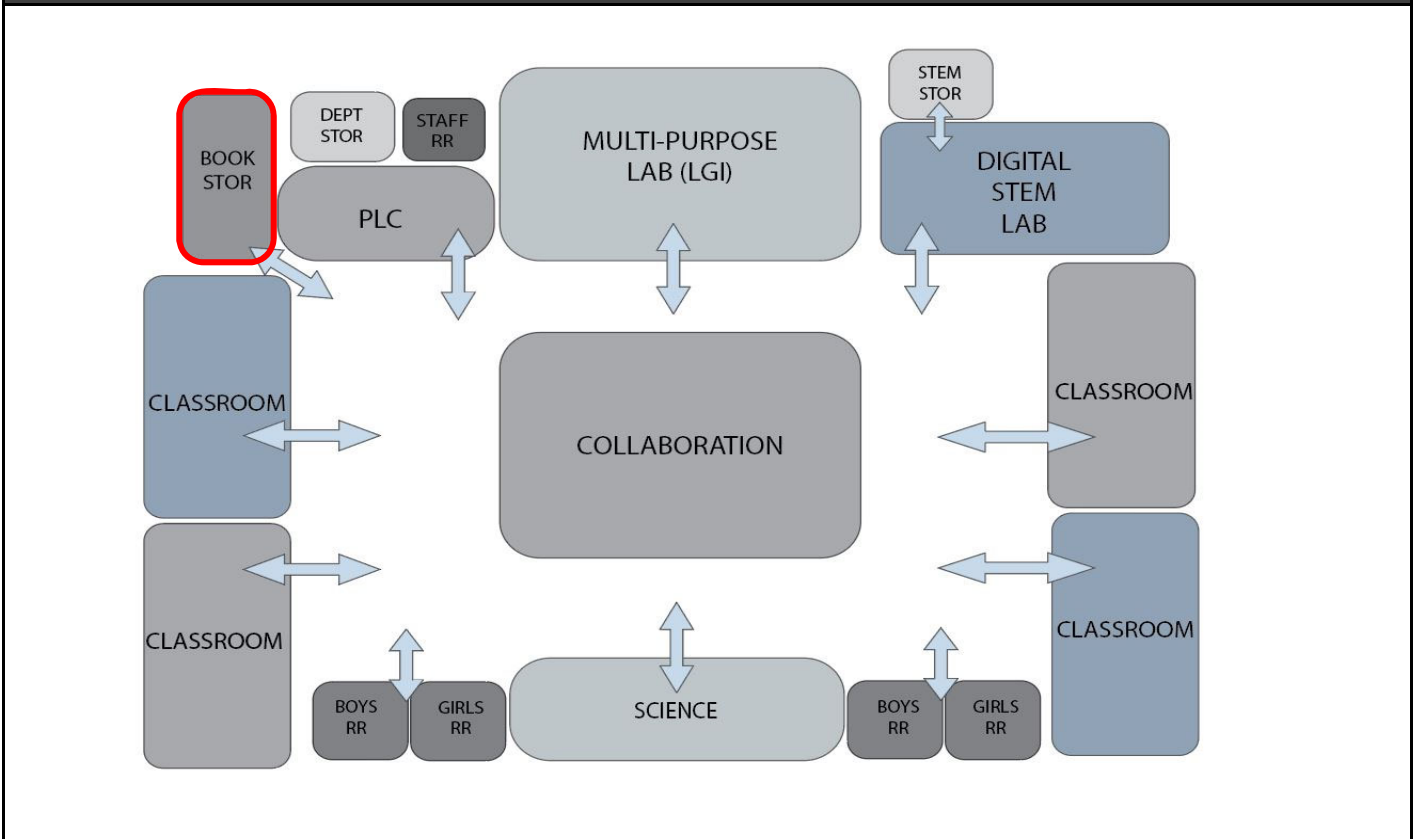 STEM
STOR
DEPT
STOR
STAFF
RR
MULTI-PURPOSE
LAB (LGI)
BOOK
STOR
DIGITAL
STEM
LAB
PLC
CLASSROOM
CLASSROOM
COLLABORATION
CLASSROOM
CLASSROOM
BOYS
RR
GIRLS
RR
SCIENCE
BOYS
RR
GIRLS
RR